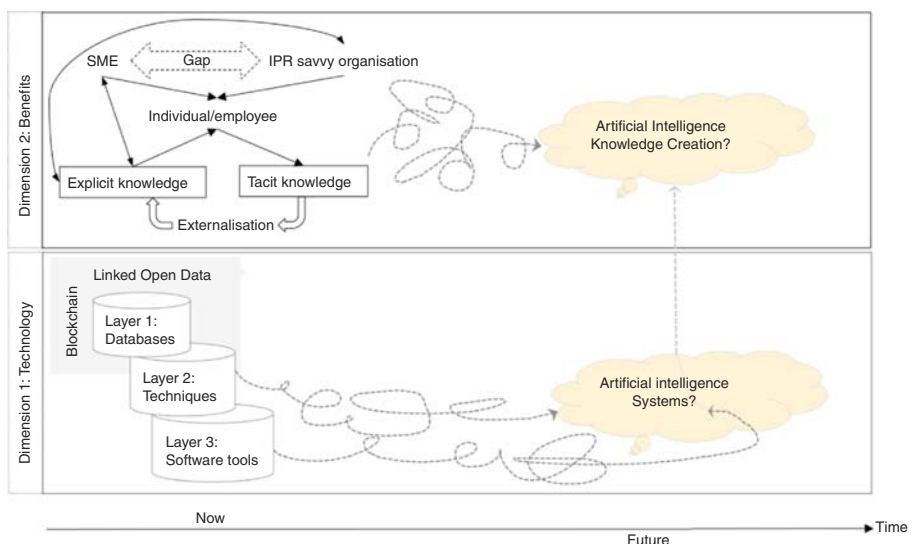 Dimension 2: Benefits
SME
Gap
IPR savvy organisation
Individual/employee
Explicit knowledge
Tacit knowledge
Externalisation
Artificial Intelligence
Knowledge Creation?
Dimension 1: Technology
Linked Open Data
Blockchain
Layer 1:
Databases
Layer 2:
Techniques
Layer 3:
Software tools
Artificial intelligence
Systems?
Now
Future
Time